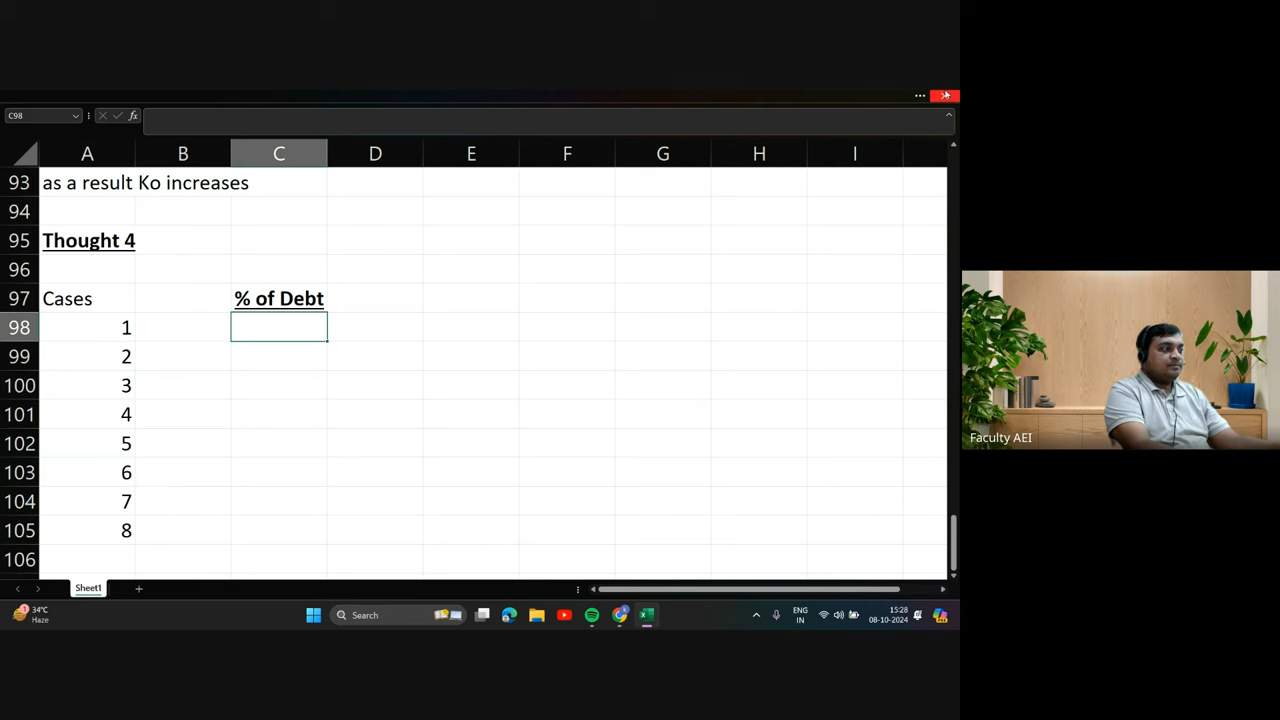 C98
fx
A B C D E F G H I
93 as a result Ko increases
94
95 Thought 4
96
97 Cases % of Debt
98 1
99 2
100 3
101 4
102 5
103 6
104 7
105 8
106
Faculty AEI
Sheet1
34°C
Haze
Search
ENG
IN
15:28
08-10-2024